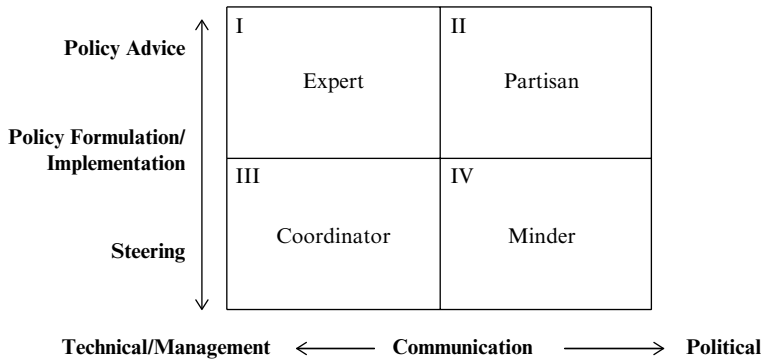 I
II
Policy Advice
Expert
Partisan
Policy Formulation/
Implementation
III
IV
Steering
Coordinator
Minder
Technical/Management
Communication
Political